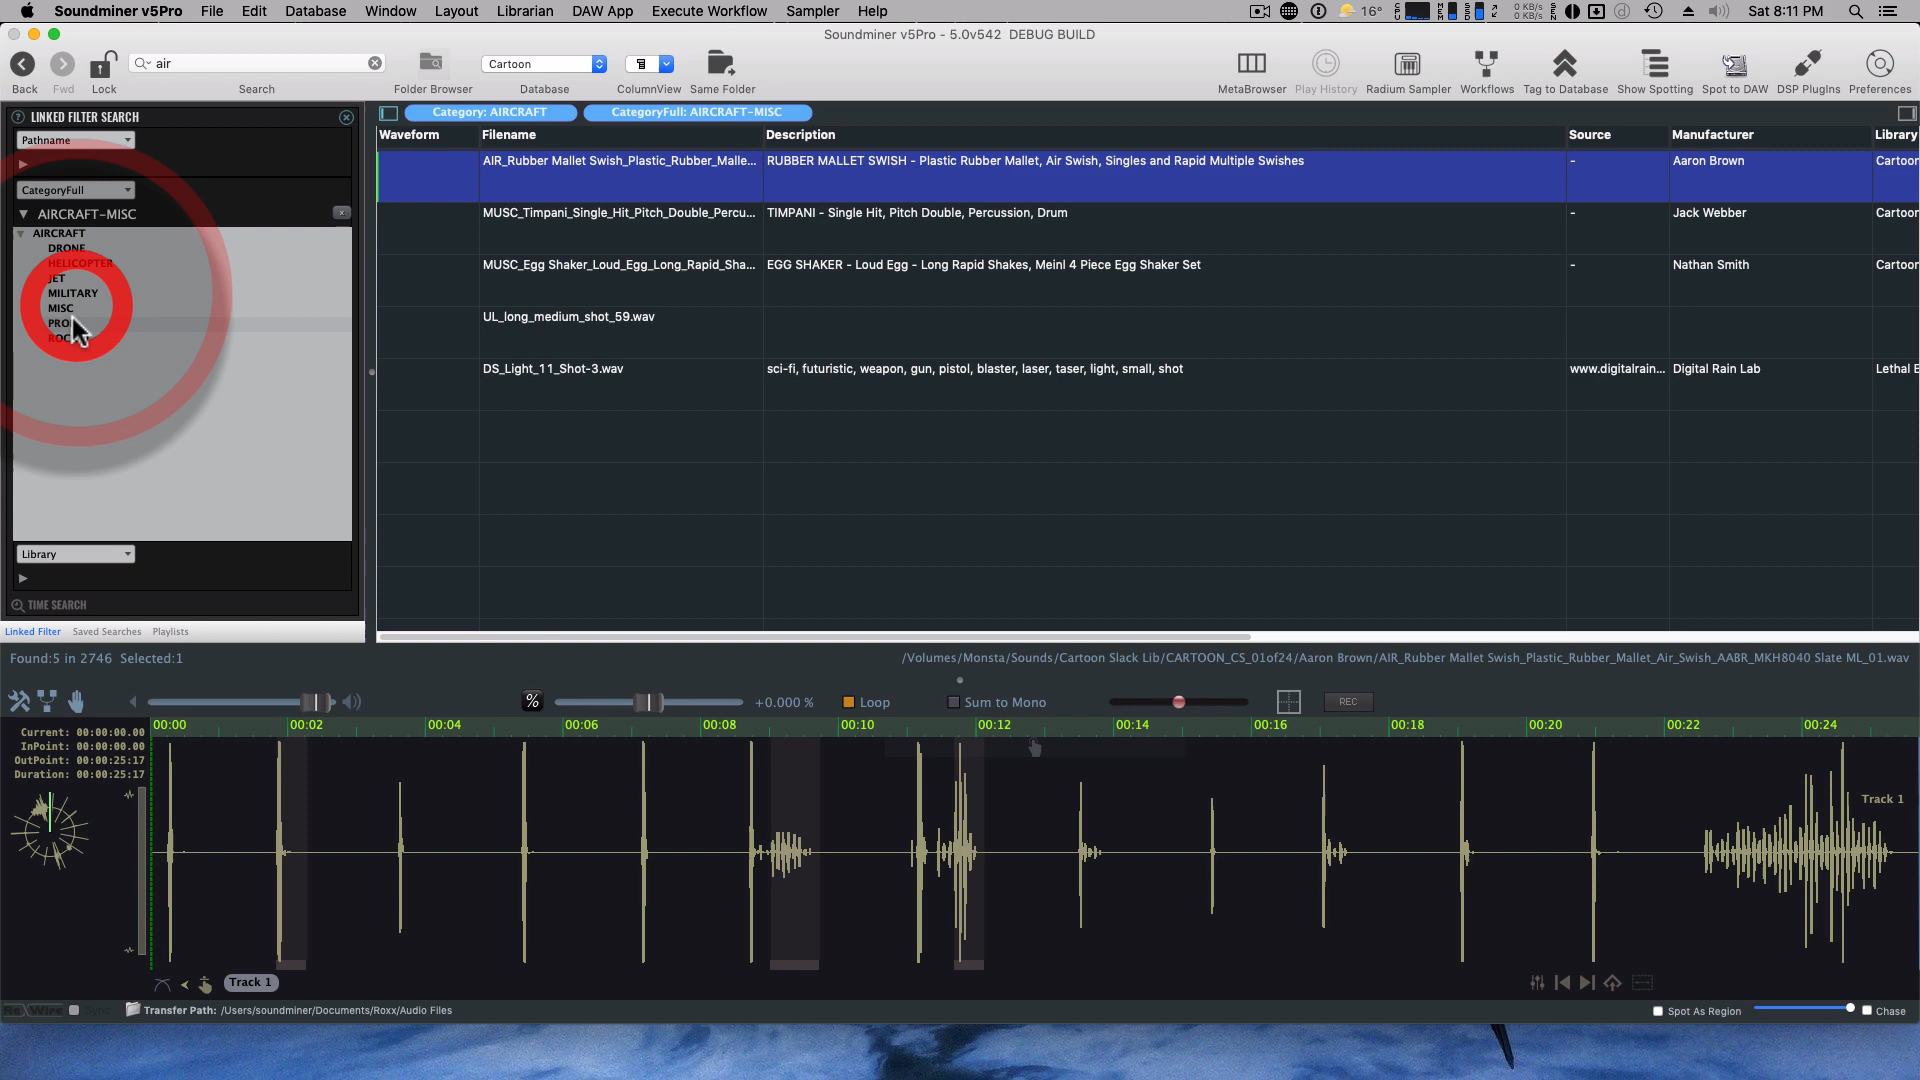 Soundminer v5Pro File Edit Database Window Layout Librarian DAW App Execute Workflow Sampler Help
16° 0 KB/s 0 KB/s Sat 8:11 PM
Soundminer v5Pro - 5.0v542 DEBUG BUILD
air Cartoon
Back Fwd Lock Search Folder Browser Database ColumnView Same Folder MetaBrowser Play History Radium Sampler Workflows Tag to Database Show Spotting Spot to DAW DSP PlugIns Preferences
LINKED FILTER SEARCH
Category: AIRCRAFT CategoryFull: AIRCRAFT-MISC
Pathname
Waveform Filename Description Source Manufacturer Library
AIR_Rubber Mallet Swish_Plastic_Rubber_Malle... RUBBER MALLET SWISH - Plastic Rubber Mallet, Air Swish, Singles and Rapid Multiple Swishes - Aaron Brown Cartoon
CategoryFull
AIRCRAFT-MISC
MUSC_Timpani_Single_Hit_Pitch_Double_Percu... TIMPANI - Single Hit, Pitch Double, Percussion, Drum - Jack Webber Cartoon
AIRCRAFT
DRONE
HELICOPTER
JET
MILITARY
MISC
MUSC_Egg Shaker_Loud_Egg_Long_Rapid_Sha... EGG SHAKER - Loud Egg - Long Rapid Shakes, Meinl 4 Piece Egg Shaker Set - Nathan Smith Cartoon
UL_long_medium_shot_59.wav
DS_Light_11_Shot-3.wav sci-fi, futuristic, weapon, gun, pistol, blaster, laser, taser, light, small, shot www.digitalrain... Digital Rain Lab Lethal E
Library
TIME SEARCH
Linked Filter Saved Searches Playlists
Found:5 in 2746 Selected:1 /Volumes/Monsta/Sounds/Cartoon Slack Lib/CARTOON_CS_01of24/Aaron Brown/AIR_Rubber Mallet Swish_Plastic_Rubber_Mallet_Air_Swish_AABR_MKH8040 Slate ML_01.wav
% +0.000 % Loop Sum to Mono REC
00:00 00:02 00:04 00:06 00:08 00:10 00:12 00:14 00:16 00:18 00:20 00:22 00:24
Current: 00:00:00.00
InPoint: 00:00:00.00
OutPoint: 00:00:25:17
Duration: 00:00:25:17
Track 1
Track 1
ReWire Sync Transfer Path: /Users/soundminer/Documents/Roxx/Audio Files Spot As Region Chase